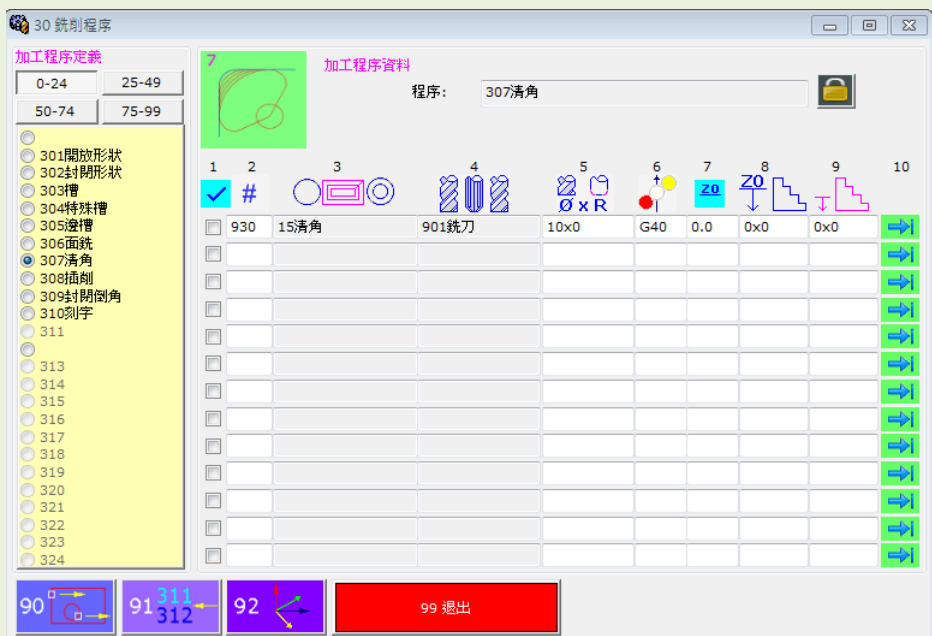 30 銑削程序
加工程序定義
0-24
25-49
50-74
75-99
301開放形狀
302封閉形狀
303槽
304特殊槽
305邊槽
306面銑
307清角
308插削
309封閉倒角
310刻字
311
313
314
315
316
317
318
319
320
321
322
323
324
7
加工程序資料
程序:
307清角
1 2 3 4 5 6 7 8 9 10
# Ø x R Z0 Z0
930 15清角 901銑刀 10x0 G40 0.0 0x0 0x0
90
91 311
312
92
99 退出